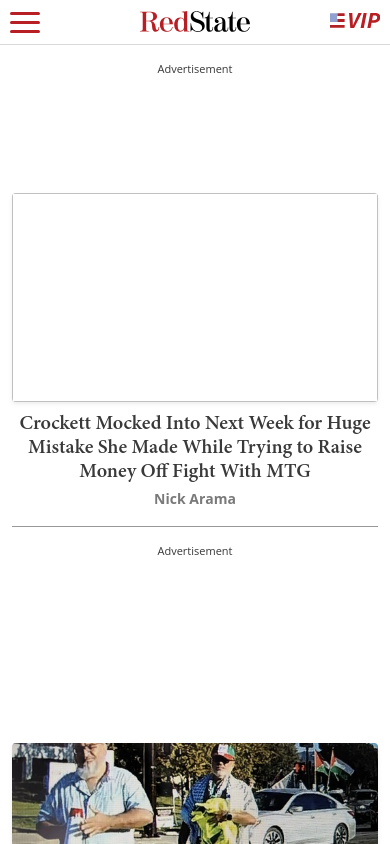 RedState
VIP
Advertisement
Crockett Mocked Into Next Week for Huge
Mistake She Made While Trying to Raise
Money Off Fight With MTG
Nick Arama
Advertisement